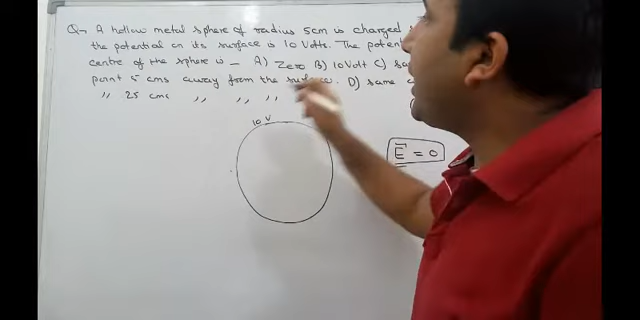 Q→ A hollow metal sphere of radius 5cm is charged
the potential on its surface is 10 Volts. The potent
centre of the sphere is – A) Zero B) 10 Volt C) sa
point 5 cms away from the surface. D) same
" 25 cms " " "
10 V
E = 0